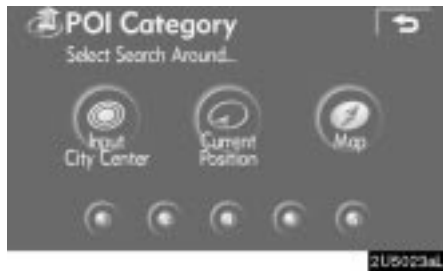 POI Category
Select Search Around...
Input
City Center
Current
Position
Map
2U5023aL